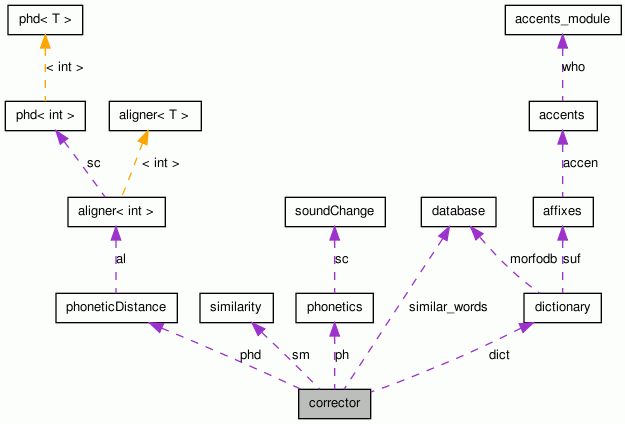 phd< T >
accents_module
< int >
who
phd< int >
aligner< T >
accents
sc
< int >
accen
aligner< int >
soundChange
database
affixes
al
sc
morfodb
suf
phoneticDistance
similarity
phonetics
similar_words
dictionary
phd
sm
ph
dict
corrector